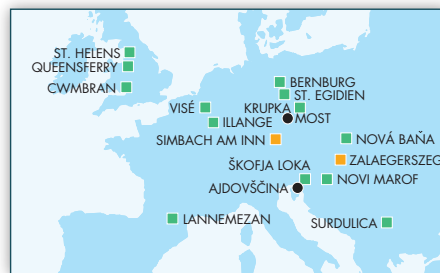 ST. HELENS
QUEENSFERRY
CWMBRAN
BERNBURG
ST. EGIDIEN
VISÉ
KRUPKA
MOST
ILLANGE
SIMBACH AM INN
NOVÁ BAŇA
ZALAEGERSZEG
ŠKOFJA LOKA
NOVI MAROF
AJDOVŠČINA
LANNEMEZAN
SURDULICA